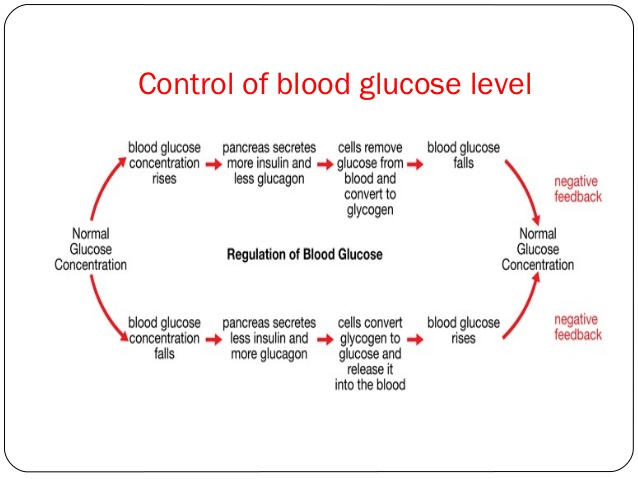 Control of blood glucose level
blood glucose
concentration
rises
pancreas secretes
more insulin and
less glucagon
cells remove
glucose from
blood and
convert to
glycogen
blood glucose
falls
negative
feedback
Normal
Glucose
Concentration
Regulation of Blood Glucose
Normal
Glucose
Concentration
blood glucose
concentration
falls
pancreas secretes
less insulin and
more glucagon
cells convert
glycogen to
glucose and
release it
into the blood
blood glucose
rises
negative
feedback